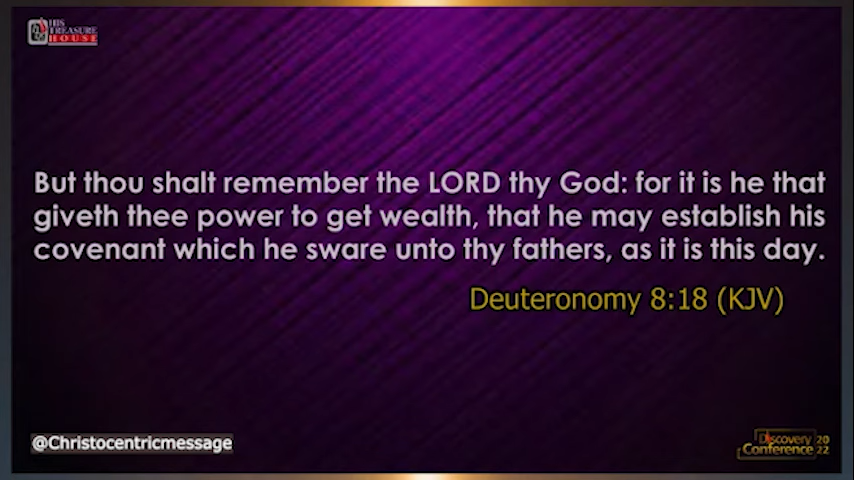 HIS
TREASURE
HOUSE
But thou shalt remember the LORD thy God: for it is he that
giveth thee power to get wealth, that he may establish his
covenant which he sware unto thy fathers, as it is this day.
Deuteronomy 8:18 (KJV)
@Christocentricmessage
Discovery 20
Conference 22